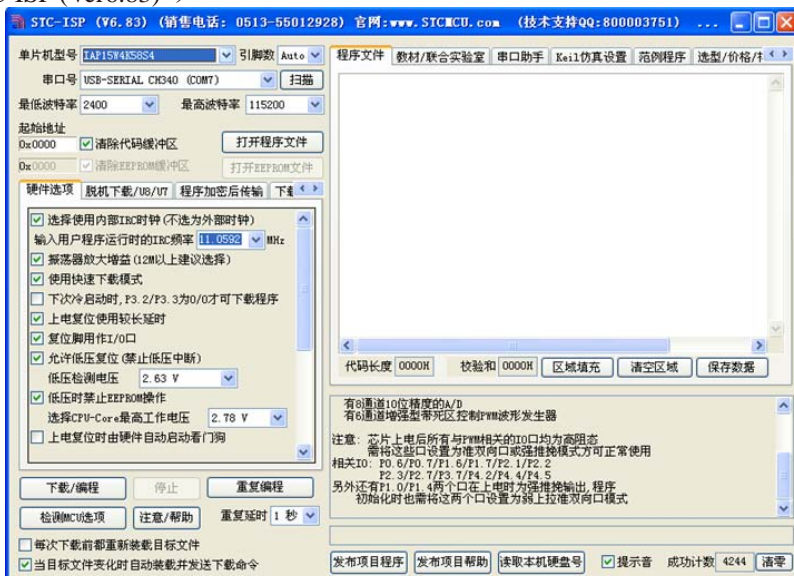 STC-ISP (V6.83) (销售电话: 0513-55012928) 官网:www.STCMCU.com (技术支持QQ:800003751) ...
单片机型号 IAP15W4K58S4 引脚数 Auto
串口号 USB-SERIAL CH340 (COM7) 扫描
最低波特率 2400 最高波特率 115200
起始地址
0x0000 清除代码缓冲区 打开程序文件
0x0000 清除EEPROM缓冲区 打开EEPROM文件
硬件选项 脱机下载/U8/U7 程序加密后传输
选择使用内部IRC时钟(不选为外部时钟)
输入用户程序运行时的IRC频率 11.0592 MHz
振荡器放大增益(12M以上建议选择)
使用快速下载模式
下次冷启动时,P3.2/P3.3为0/0才可下载程序
上电复位使用较长延时
复位脚用作I/O口
允许低压复位(禁止低压中断)
低压检测电压 2.63 V
低压时禁止EEPROM操作
选择CPU-Core最高工作电压 2.78 V
上电复位时由硬件自动启动看门狗
下载/编程 停止 重复编程
检测MCU选项 注意/帮助 重复延时 1 秒
每次下载前都重新装载目标文件
当目标文件变化时自动装载并发送下载命令
程序文件 教材/联合实验室 串口助手 Keil仿真设置 范例程序 选型/价格/
代码长度 0000H 校验和 0000H 区域填充 清空区域 保存数据
有8通道10位精度的A/D
有6通道增强型带死区控制PWM波形发生器
注意: 芯片上电后所有与PWM相关的IO口均为高阻态
需将这些口设置为准双向口或强推挽模式方可正常使用
相关IO: P0.6/P0.7/P1.6/P1.7/P2.1/P2.2
P2.3/P2.7/P3.7/P4.2/P4.4/P4.5
另外还有P1.0/P1.4两个口在上电时为强推挽输出,程序
初始化时也需将这两个口设置为弱上拉准双向口模式
发布项目程序 发布项目帮助 读取本机硬盘号 提示音 成功计数 4244 清零